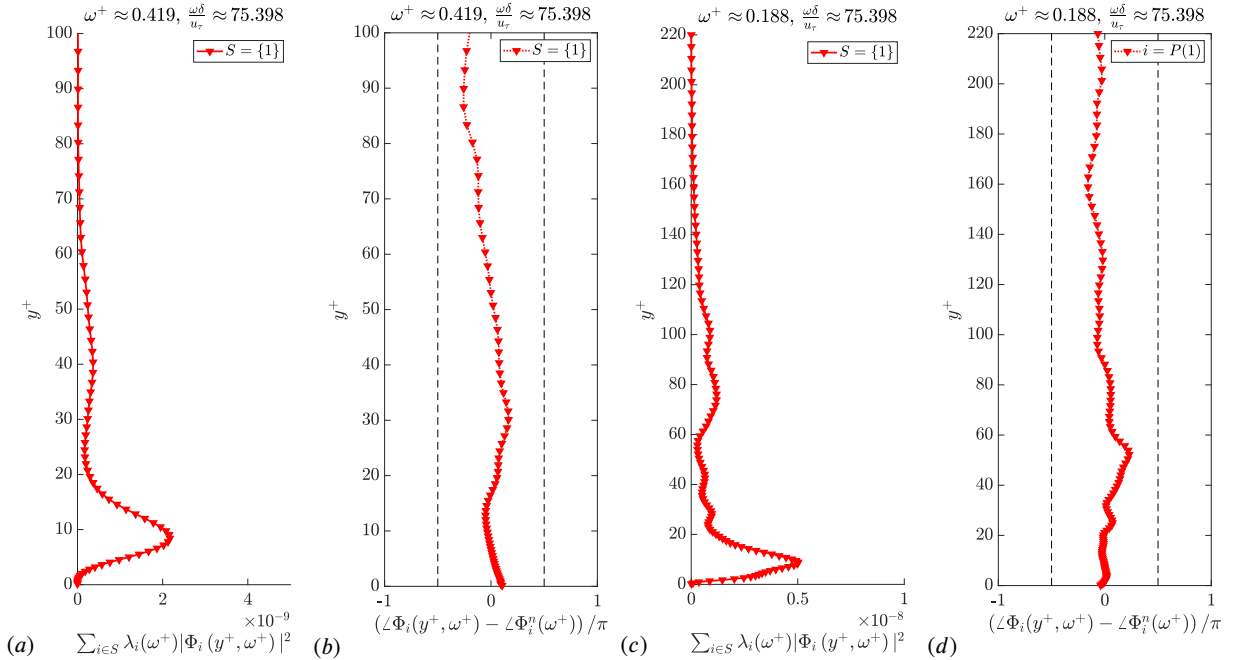 ω⁺ ≈ 0.419, ωδ/u_τ ≈ 75.398
S = {1}
100
90
80
70
60
50
40
30
20
10
0
y⁺
0 2 4
×10⁻⁹
(a) ∑_{i∈S} λ_i(ω⁺)|Φ_i (y⁺, ω⁺) |²
ω⁺ ≈ 0.419, ωδ/u_τ ≈ 75.398
S = {1}
100
90
80
70
60
50
40
30
20
10
0
y⁺
-1 0 1
(b) (∠Φ_i(y⁺, ω⁺) − ∠Φ_i^n(ω⁺)) /π
ω⁺ ≈ 0.188, ωδ/u_τ ≈ 75.398
S = {1}
220
200
180
160
140
120
100
80
60
40
20
0
y⁺
0 0.5 1
×10⁻⁸
(c) ∑_{i∈S} λ_i(ω⁺)|Φ_i (y⁺, ω⁺) |²
ω⁺ ≈ 0.188, ωδ/u_τ ≈ 75.398
i = P(1)
220
200
180
160
140
120
100
80
60
40
20
0
y⁺
-1 0 1
(d) (∠Φ_i(y⁺, ω⁺) − ∠Φ_i^n(ω⁺)) /π